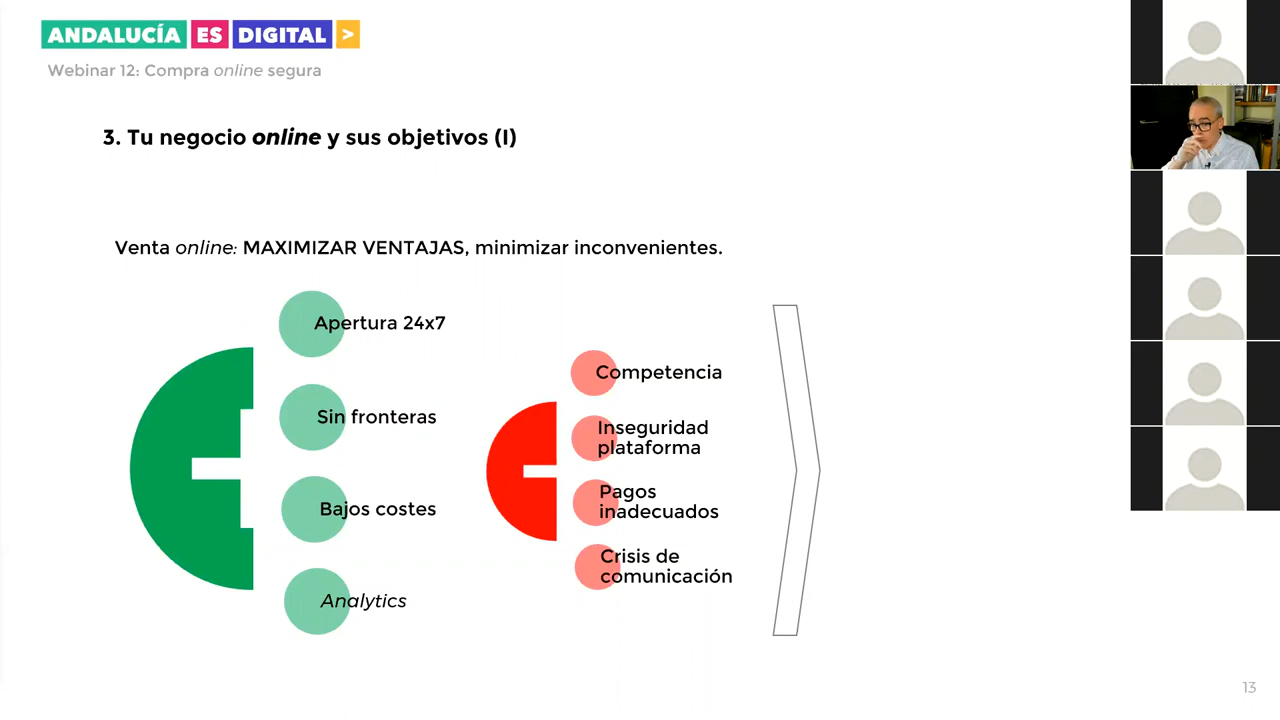 ANDALUCÍA ES DIGITAL >
Webinar 12: Compra online segura
3. Tu negocio online y sus objetivos (I)
Venta online: MAXIMIZAR VENTAJAS, minimizar inconvenientes.
Apertura 24x7
Sin fronteras
Bajos costes
Analytics
Competencia
Inseguridad
plataforma
Pagos
inadecuados
Crisis de
comunicación
13